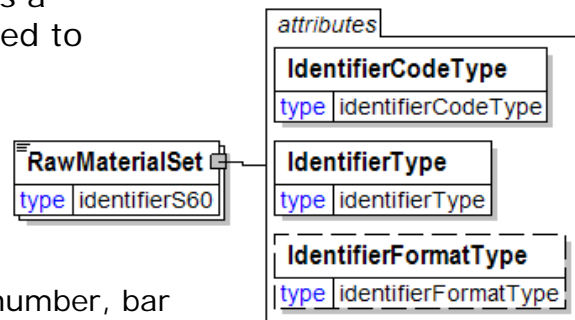 s a
ed to
attributes
IdentifierCodeType
type identifierCodeType
RawMaterialSet
type identifierS60
IdentifierType
type identifierType
IdentifierFormatType
type identifierFormatType
number, bar